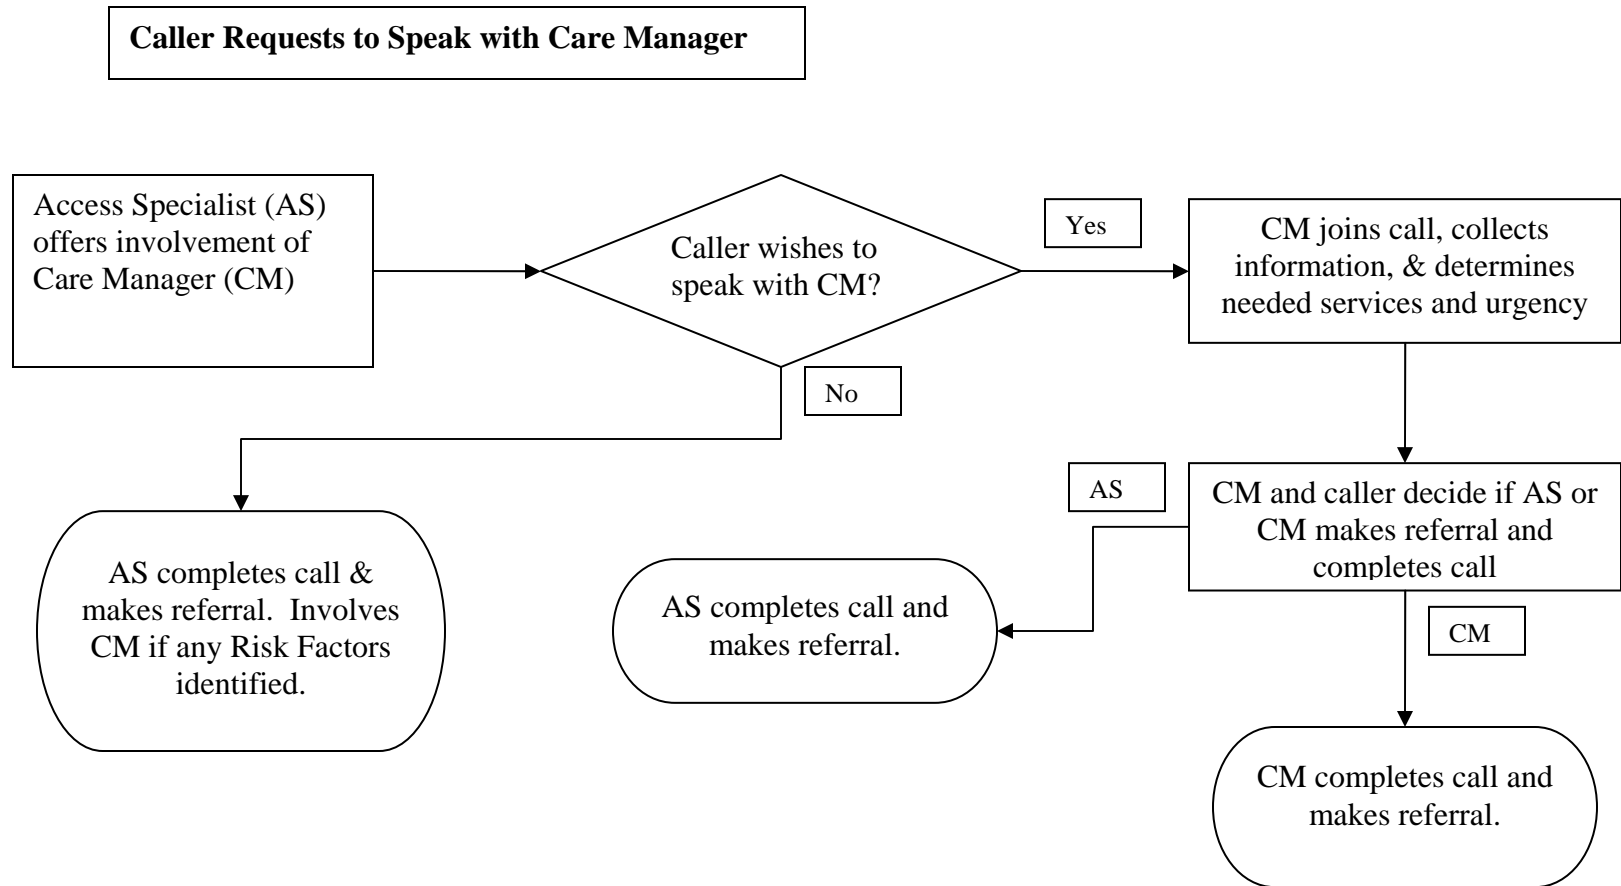 Caller Requests to Speak with Care Manager
Access Specialist (AS)
offers involvement of
Care Manager (CM)
Caller wishes to
speak with CM?
Yes
CM joins call, collects
information, & determines
needed services and urgency
No
AS
CM and caller decide if AS or
CM makes referral and
completes call
AS completes call &
makes referral.  Involves
CM if any Risk Factors
identified.
AS completes call and
makes referral.
CM
CM completes call and
makes referral.